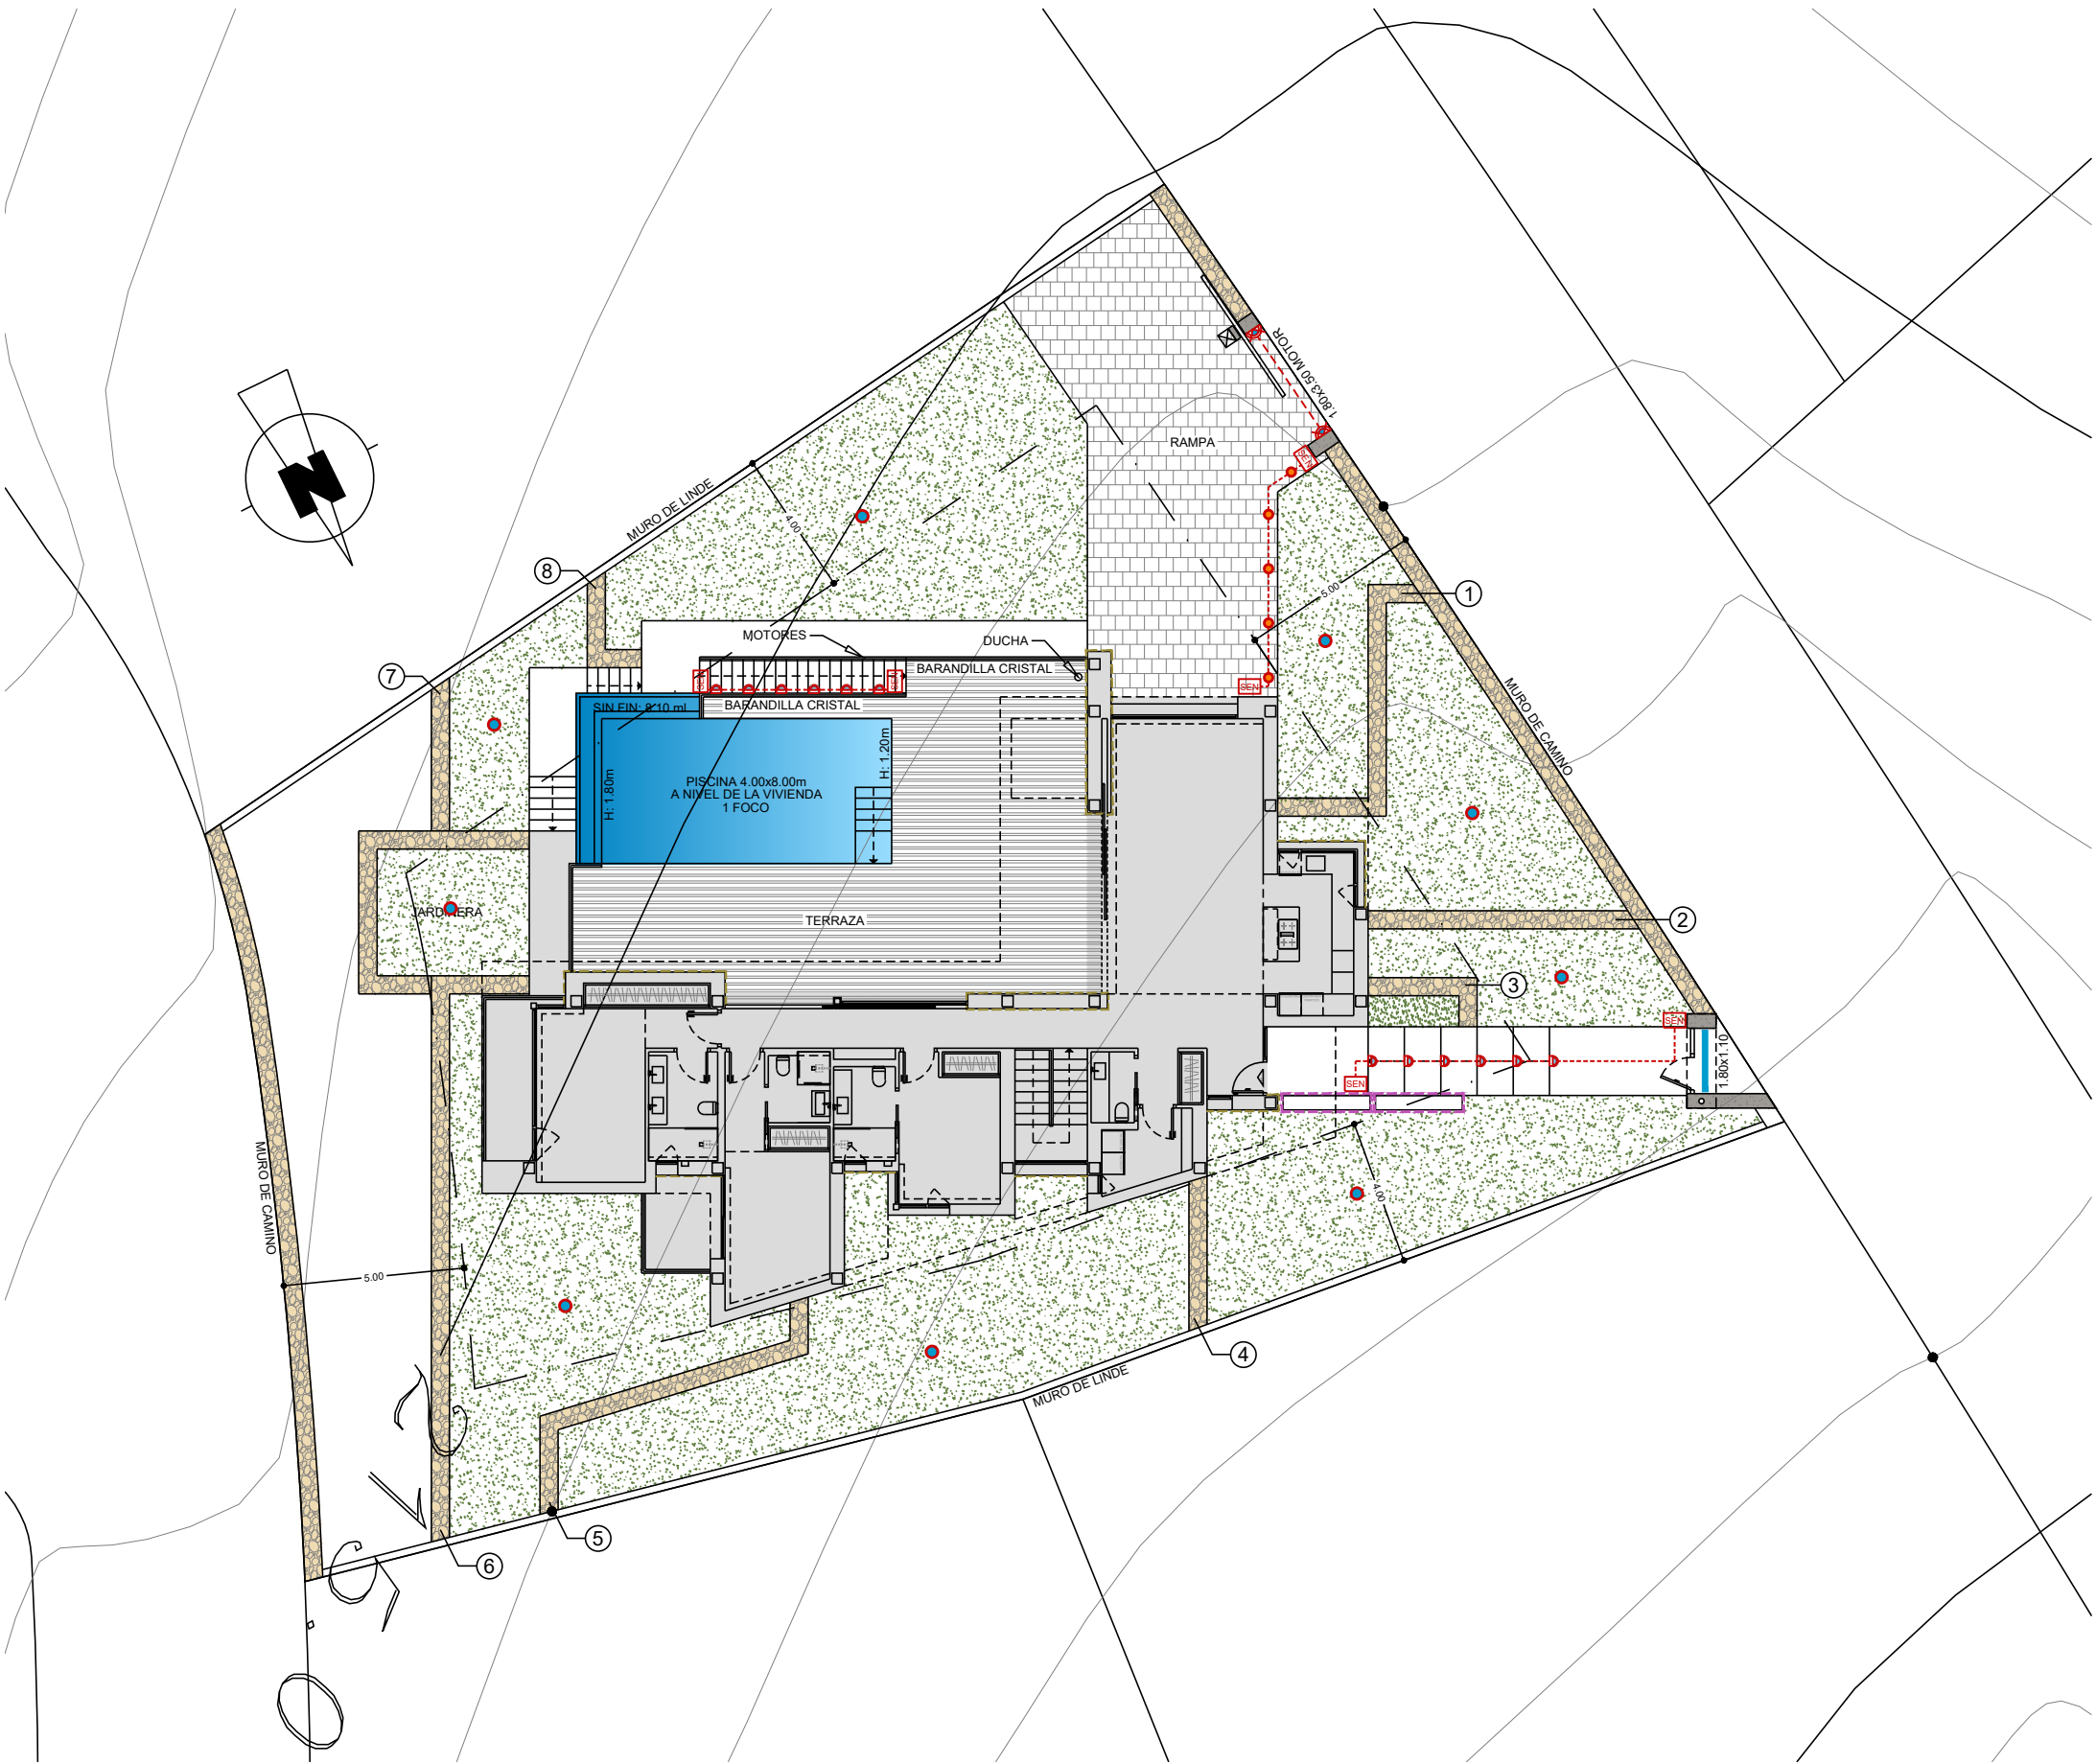 1.80x3.50 MOTOR
RAMPA
SEN
N
MURO DE LINDE
4.00
8
5.00
1
MOTORES
DUCHA
BARANDILLA CRISTAL
7
SEN
SEN
SEN
SIN FIN: 8.10 ml
BARANDILLA CRISTAL
MURO DE CAMINO
H: 1.80m
PISCINA 4.00x8.00m
A NIVEL DE LA VIVIENDA
1 FOCO
H: 1.20m
JARDINERA
TERRAZA
2
3
SEN
SEN
1.80x1.10
MURO DE CAMINO
5.00
4.00
4
MURO DE LINDE
5
6